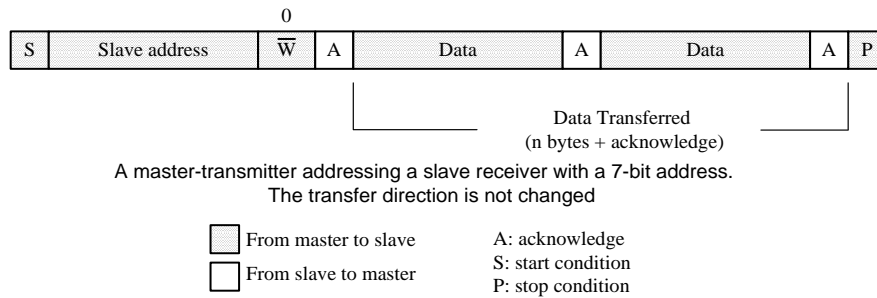 0
S Slave address W̅ A Data A Data A P
Data Transferred
(n bytes + acknowledge)
A master-transmitter addressing a slave receiver with a 7-bit address.
The transfer direction is not changed
From master to slave A: acknowledge
S: start condition
From slave to master P: stop condition